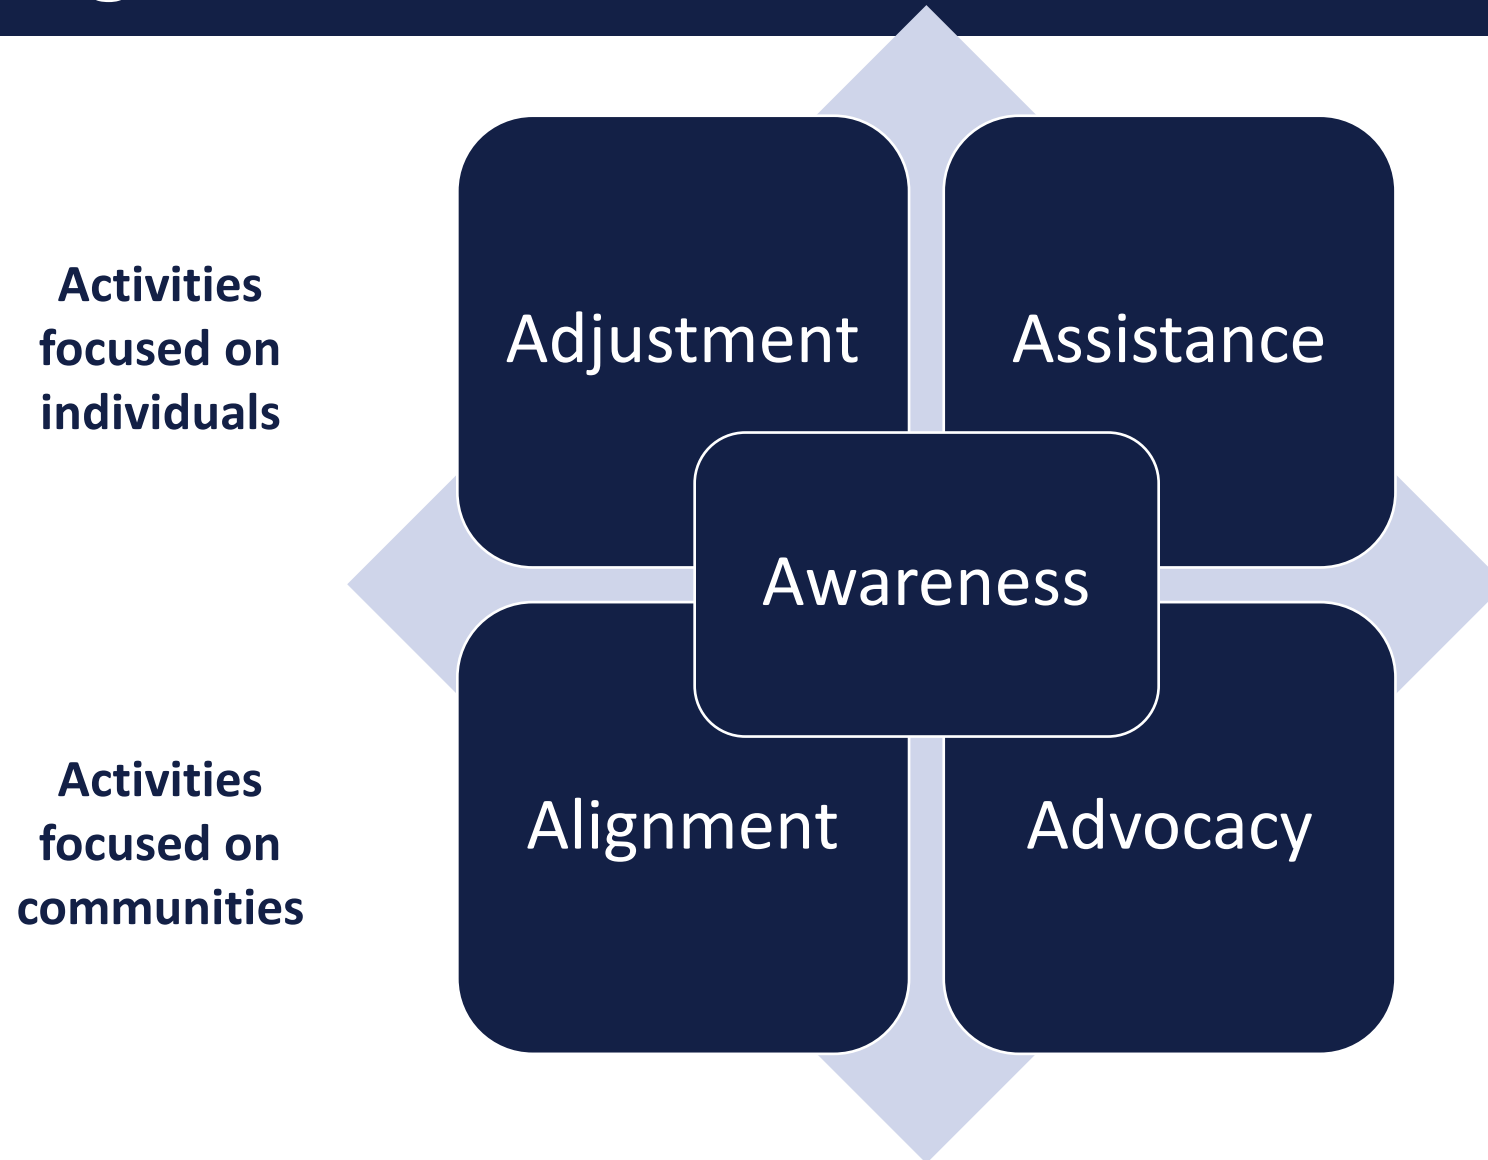 Activities
focused on
individuals
Adjustment
Assistance
Awareness
Activities
focused on
communities
Alignment
Advocacy